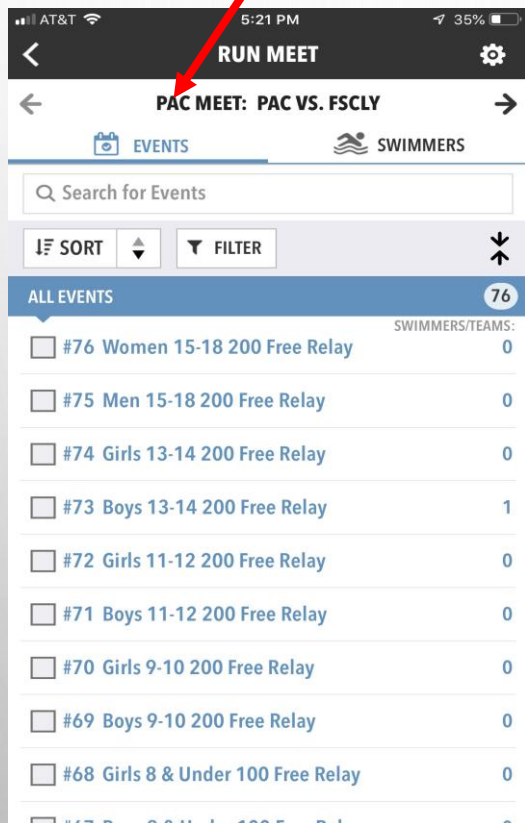 AT&T 5:21 PM 35%
RUN MEET
PAC MEET: PAC VS. FSCLY
EVENTS SWIMMERS
Search for Events
SORT FILTER
ALL EVENTS 76
SWIMMERS/TEAMS:
#76 Women 15-18 200 Free Relay 0
#75 Men 15-18 200 Free Relay 0
#74 Girls 13-14 200 Free Relay 0
#73 Boys 13-14 200 Free Relay 1
#72 Girls 11-12 200 Free Relay 0
#71 Boys 11-12 200 Free Relay 0
#70 Girls 9-10 200 Free Relay 0
#69 Boys 9-10 200 Free Relay 0
#68 Girls 8 & Under 100 Free Relay 0